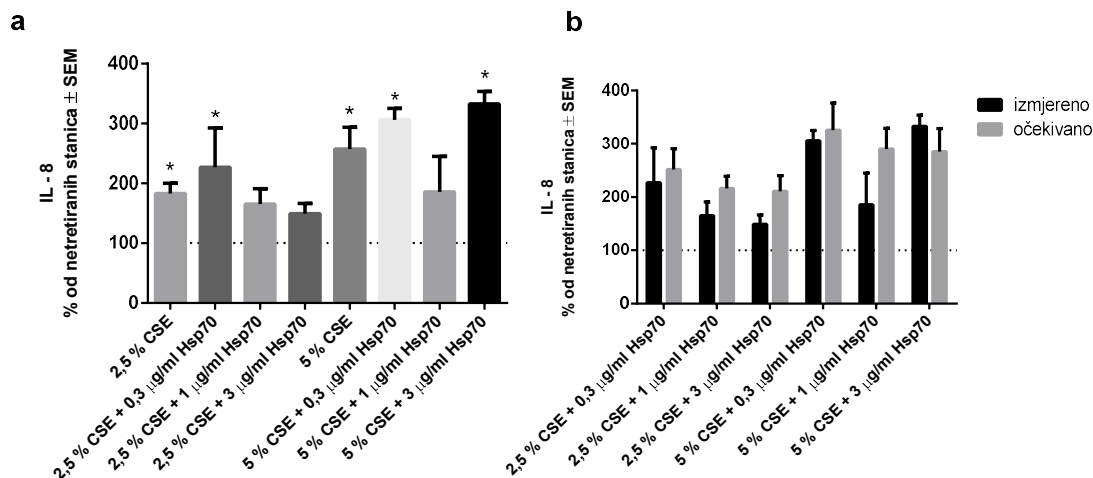 a
IL - 8
% od netretiranih stanica ± SEM
400
300
200
100
0
*
*
*
*
*
2,5 % CSE
2,5 % CSE + 0,3 μg/ml Hsp70
2,5 % CSE + 1 μg/ml Hsp70
2,5 % CSE + 3 μg/ml Hsp70
5 % CSE
5 % CSE + 0,3 μg/ml Hsp70
5 % CSE + 1 μg/ml Hsp70
5 % CSE + 3 μg/ml Hsp70
b
IL - 8
% od netretiranih stanica ± SEM
400
300
200
100
0
2,5 % CSE + 0,3 μg/ml Hsp70
2,5 % CSE + 1 μg/ml Hsp70
2,5 % CSE + 3 μg/ml Hsp70
5 % CSE + 0,3 μg/ml Hsp70
5 % CSE + 1 μg/ml Hsp70
5 % CSE + 3 μg/ml Hsp70
izmjereno
očekivano